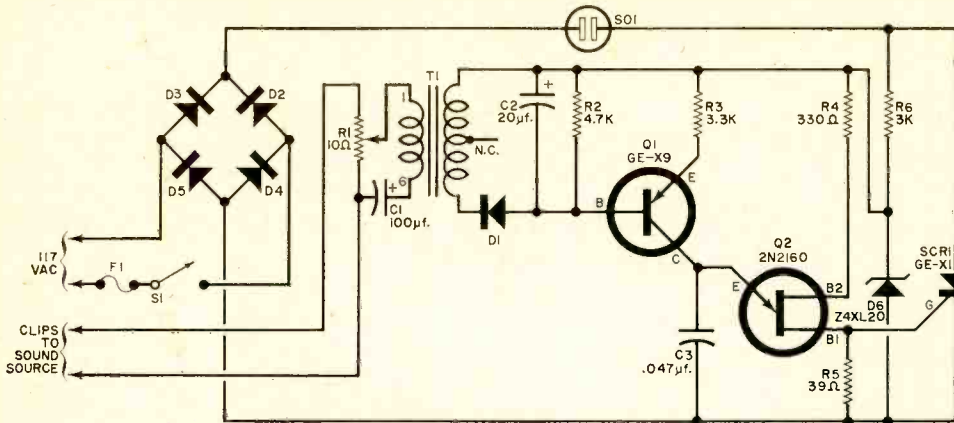 SO1
D3
D2
D5
D4
117
VAC
F1
S1
CLIPS
TO
SOUND
SOURCE
R1
10Ω
1
6
T1
+
C1
100µf.
N.C.
D1
+
C2
20µf.
R2
4.7K
R3
3.3K
Q1
GE-X9
B
E
C
C3
.047µf.
Q2
2N2160
E
B2
B1
R4
330Ω
R6
3K
D6
Z4XL20
R5
39Ω
SCR1
GE-X1
G